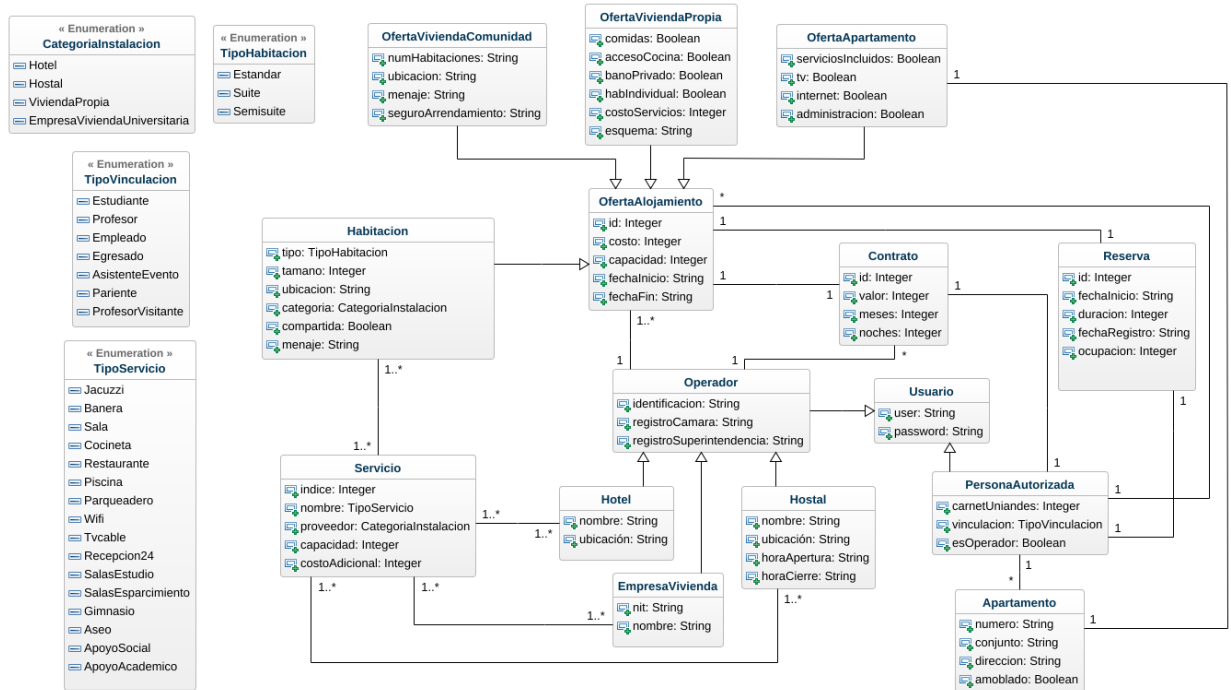 « Enumeration »
CategoriaInstalacion
Hotel
Hostal
ViviendaPropia
EmpresaViviendaUniversitaria
« Enumeration »
TipoHabitacion
Estandar
Suite
Semisuite
OfertaViviendaComunidad
numHabitaciones: String
ubicacion: String
menaje: String
seguroArrendamiento: String
OfertaViviendaPropia
comidas: Boolean
accesoCocina: Boolean
banoPrivado: Boolean
habIndividual: Boolean
costoServicios: Integer
esquema: String
OfertaApartamento
serviciosIncluidos: Boolean
tv: Boolean
internet: Boolean
administracion: Boolean
1
« Enumeration »
TipoVinculacion
Estudiante
Profesor
Empleado
Egresado
AsistenteEvento
Pariente
ProfesorVisitante
Habitacion
tipo: TipoHabitacion
tamano: Integer
ubicacion: String
categoria: CategoriaInstalacion
compartida: Boolean
menaje: String
1..*
1..*
OfertaAlojamiento
id: Integer
costo: Integer
capacidad: Integer
fechaInicio: String
fechaFin: String
*
1
1
1
1
1..*
1
Contrato
id: Integer
valor: Integer
meses: Integer
noches: Integer
1
*
1
Reserva
id: Integer
fechaInicio: String
duracion: Integer
fechaRegistro: String
ocupacion: Integer
1
« Enumeration »
TipoServicio
Jacuzzi
Banera
Sala
Cocineta
Restaurante
Piscina
Parqueadero
Wifi
Tvcable
Recepcion24
SalasEstudio
SalasEsparcimiento
Gimnasio
Aseo
ApoyoSocial
ApoyoAcademico
Operador
identificacion: String
registroCamara: String
registroSuperintendencia: String
Usuario
user: String
password: String
Servicio
indice: Integer
nombre: TipoServicio
proveedor: CategoriaInstalacion
capacidad: Integer
costoAdicional: Integer
1..*
1..*
1..*
1..*
Hotel
nombre: String
ubicación: String
Hostal
nombre: String
ubicación: String
horaApertura: String
horaCierre: String
1..*
1
PersonaAutorizada
carnetUniandes: Integer
vinculacion: TipoVinculacion
esOperador: Boolean
1
1
1
*
EmpresaVivienda
nit: String
nombre: String
1..*
Apartamento
numero: String
conjunto: String
direccion: String
amoblado: Boolean
1